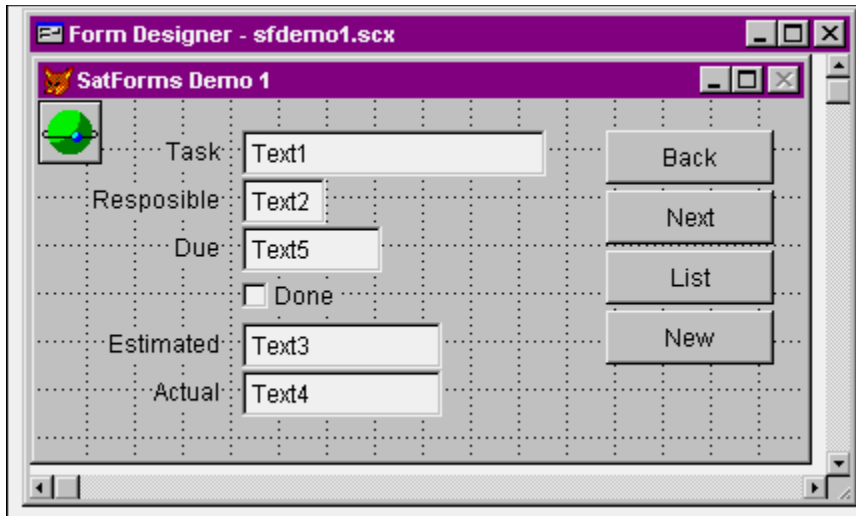 Form Designer - sfdemo1.scx
SatForms Demo 1
Task Text1
Resposible Text2
Due Text5
Done
Estimated Text3
Actual Text4
Back
Next
List
New